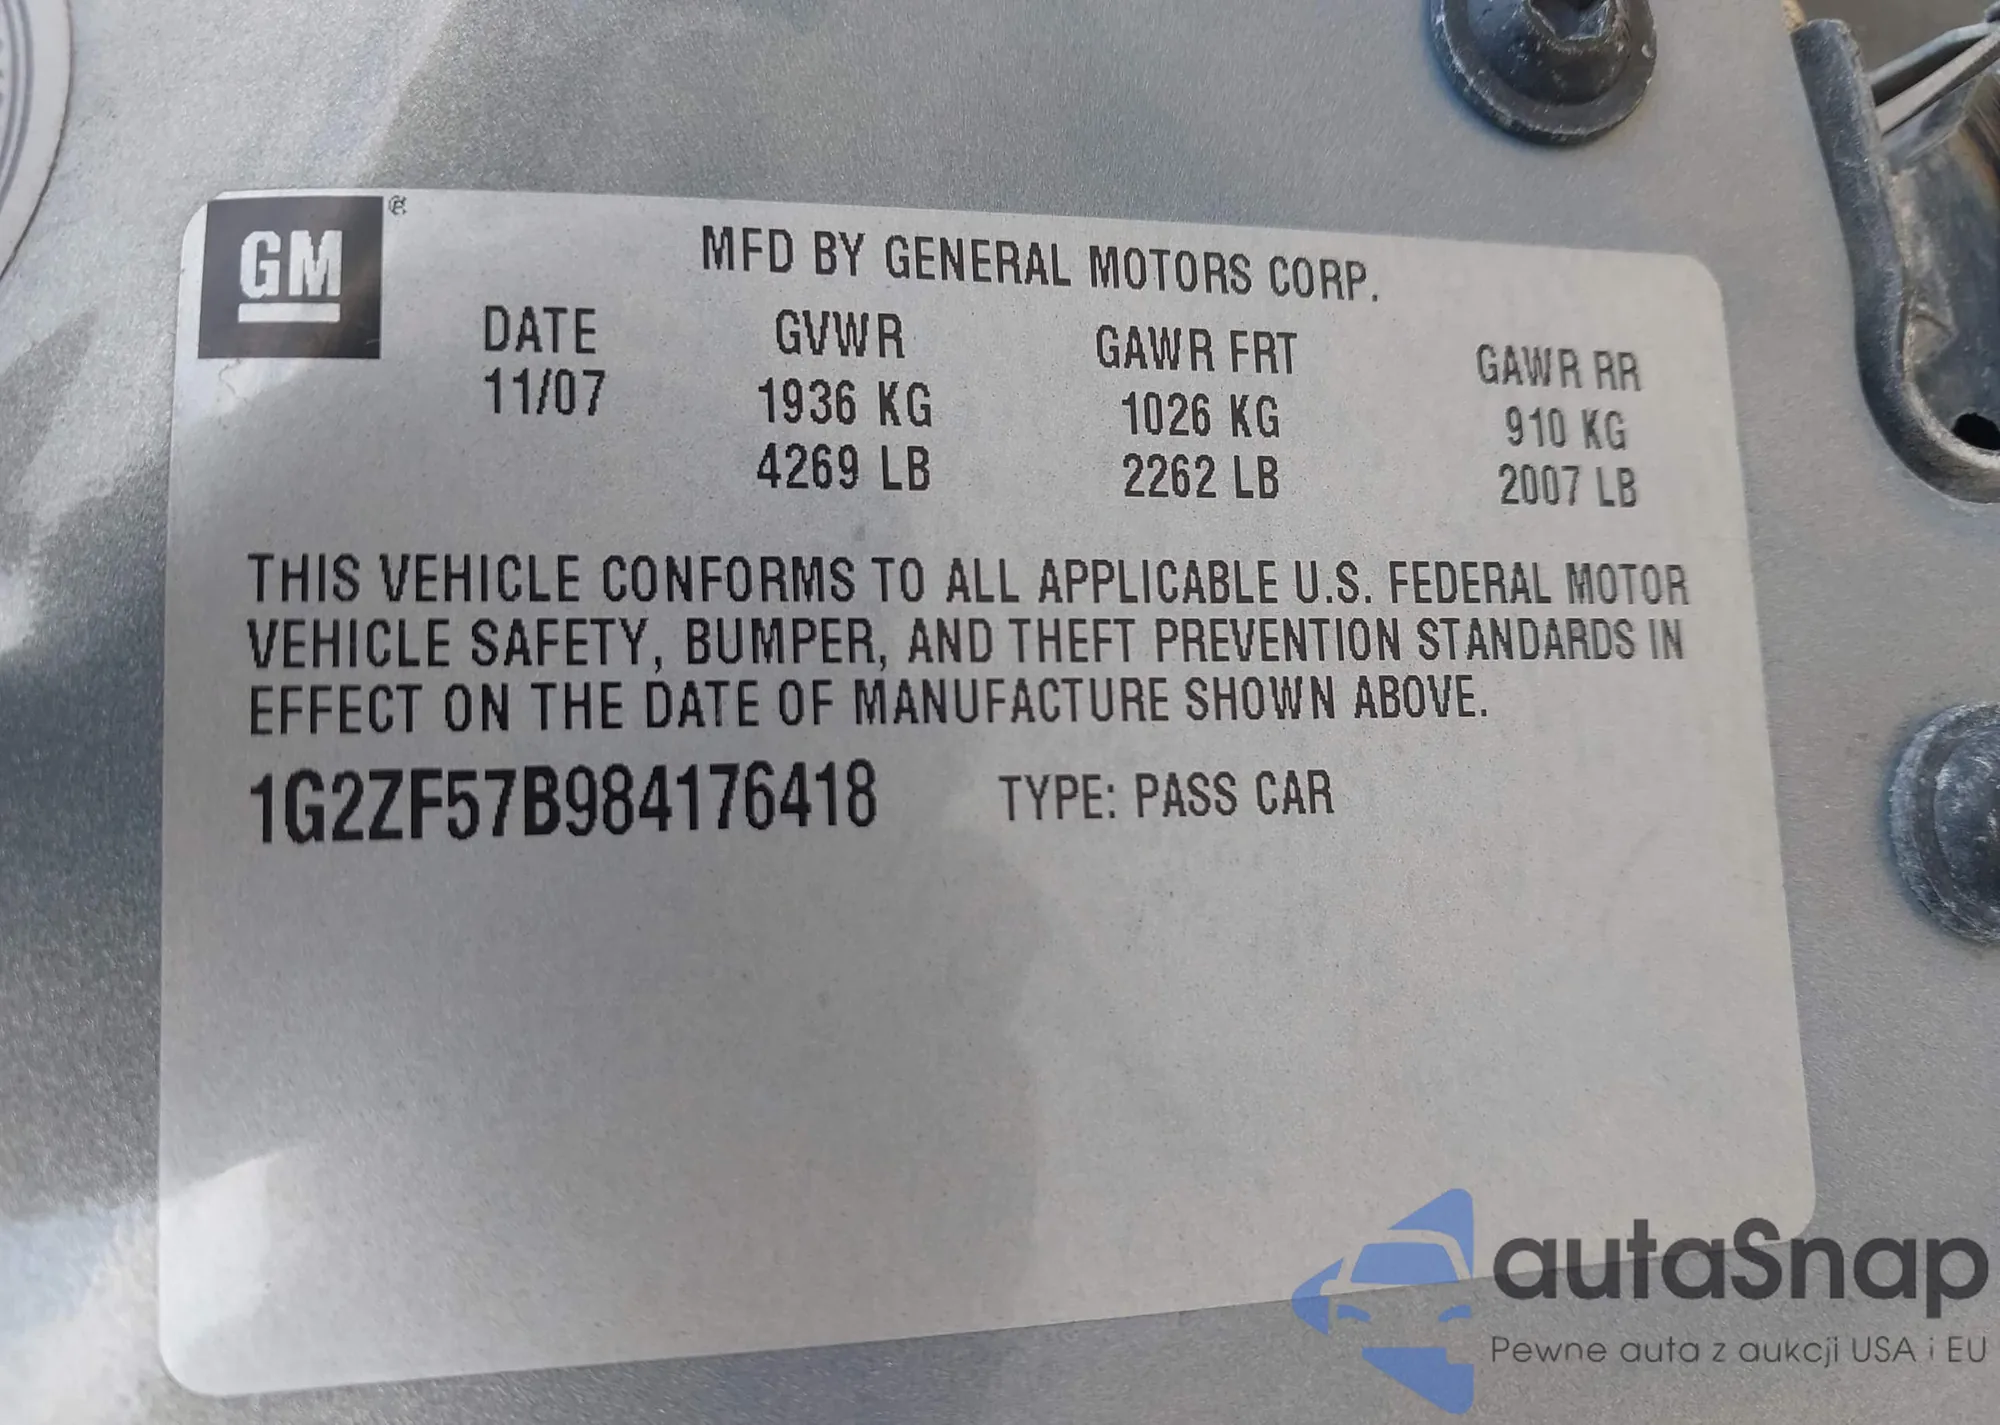 GM
MFD BY GENERAL MOTORS CORP.
DATE GVWR GAWR FRT GAWR RR
11/07 1936 KG 1026 KG 910 KG
4269 LB 2262 LB 2007 LB
THIS VEHICLE CONFORMS TO ALL APPLICABLE U.S. FEDERAL MOTOR
VEHICLE SAFETY, BUMPER, AND THEFT PREVENTION STANDARDS IN
EFFECT ON THE DATE OF MANUFACTURE SHOWN ABOVE.
1G2ZF57B984176418 TYPE: PASS CAR
autaSnap
Pewne auta z aukcji USA i EU